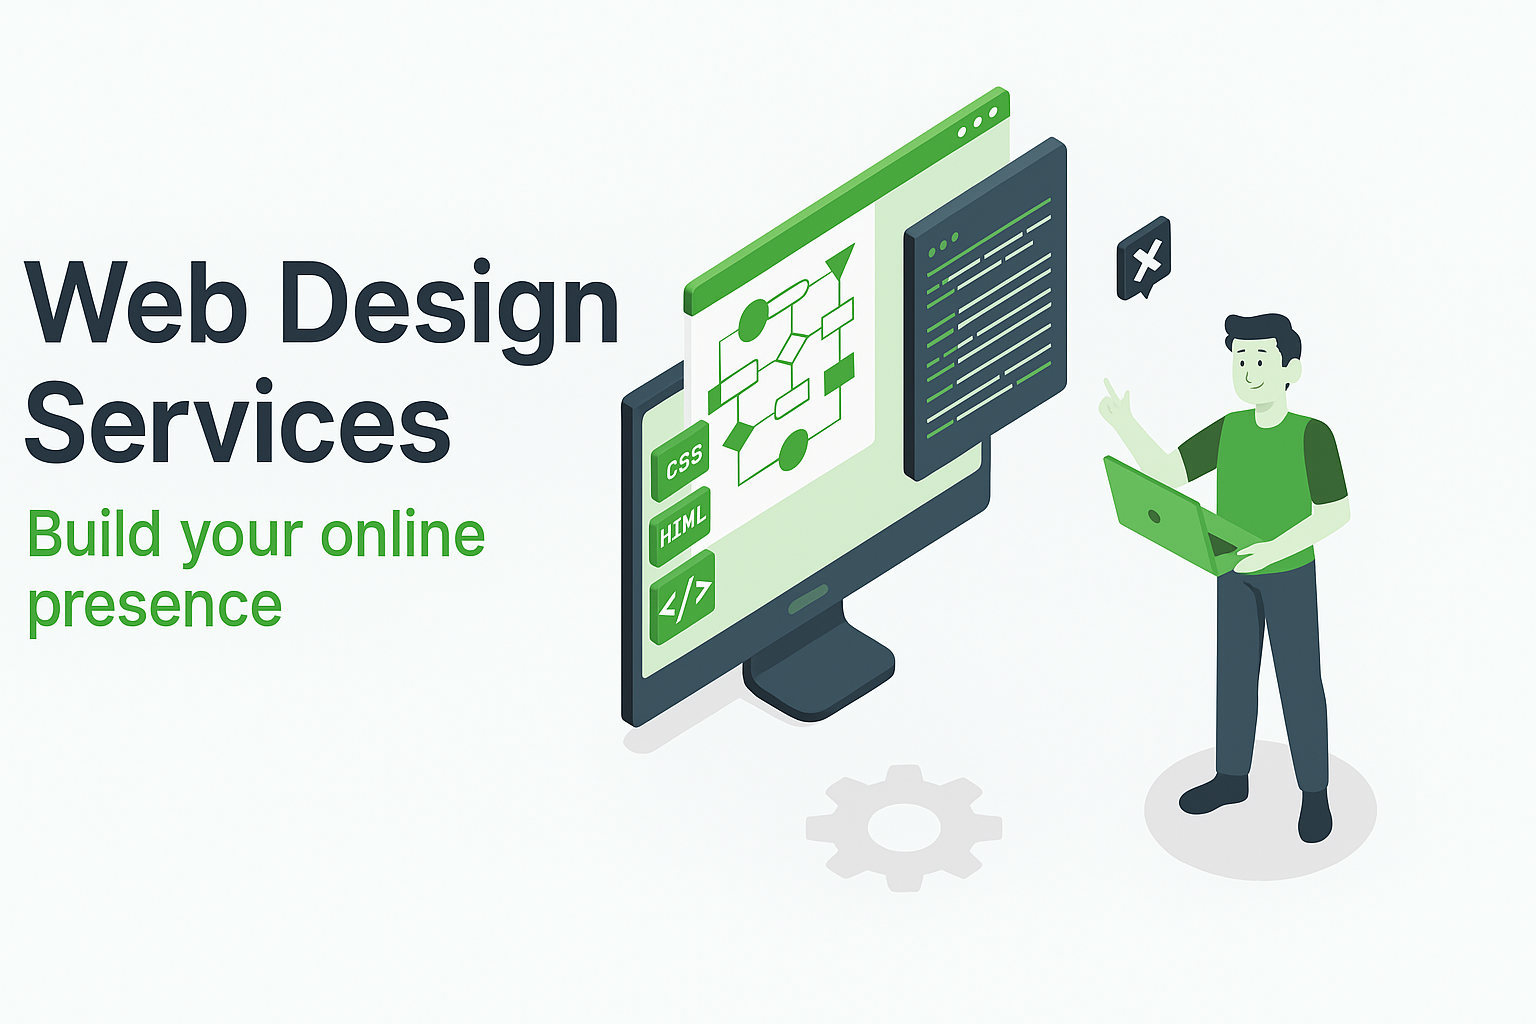 Web Design
Services
Build your online
presence
CSS
HIML
</>